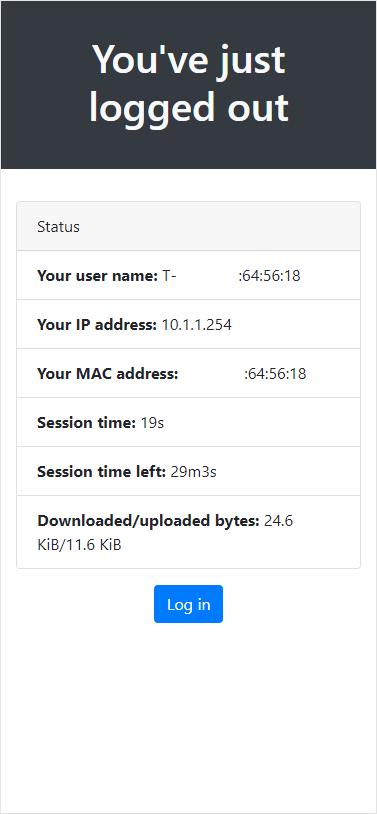 You've just
logged out
Status
Your user name: T- :64:56:18
Your IP address: 10.1.1.254
Your MAC address: :64:56:18
Session time: 19s
Session time left: 29m3s
Downloaded/uploaded bytes: 24.6
KiB/11.6 KiB
Log in